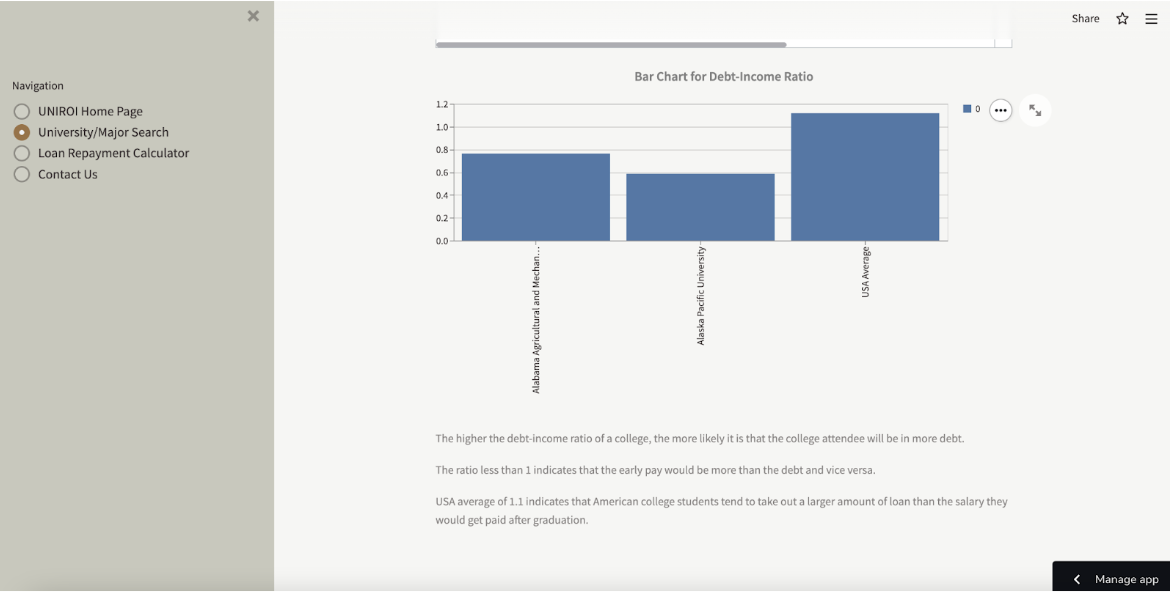 Share
Navigation
UNIROI Home Page
University/Major Search
Loan Repayment Calculator
Contact Us
Bar Chart for Debt-Income Ratio
1.2
1.0
0.8
0.6
0.4
0.2
0.0
0
Alabama Agricultural and Mechan...
Alaska Pacific University
USA Average
The higher the debt-income ratio of a college, the more likely it is that the college attendee will be in more debt.
The ratio less than 1 indicates that the early pay would be more than the debt and vice versa.
USA average of 1.1 indicates that American college students tend to take out a larger amount of loan than the salary they
would get paid after graduation.
Manage app